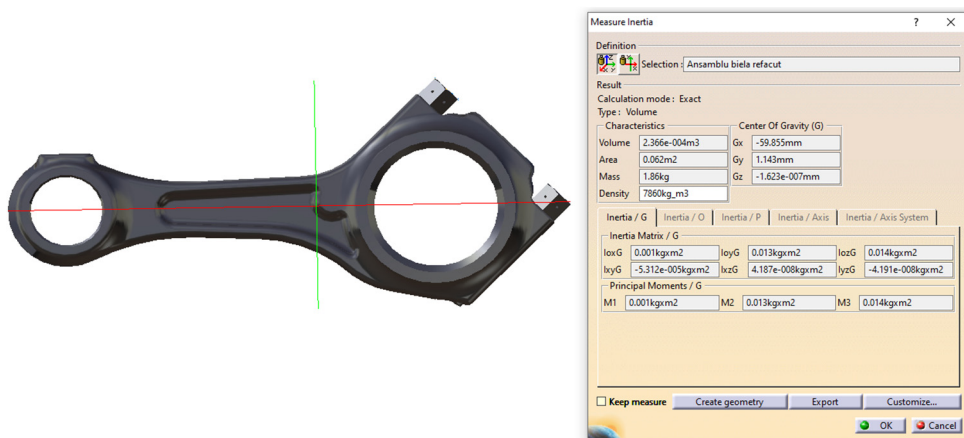 Measure Inertia ? ×
Definition
Selection : Ansamblu biela refacut
Result
Calculation mode : Exact
Type : Volume
Characteristics Center Of Gravity (G)
Volume 2.366e-004m3 Gx -59.855mm
Area 0.062m2 Gy 1.143mm
Mass 1.86kg Gz -1.623e-007mm
Density 7860kg_m3
Inertia / G Inertia / O Inertia / P Inertia / Axis Inertia / Axis System
Inertia Matrix / G
IoxG 0.001kgxm2 IoyG 0.013kgxm2 IozG 0.014kgxm2
IxyG -5.312e-005kgxm2 IxzG 4.187e-008kgxm2 IyzG -4.191e-008kgxm2
Principal Moments / G
M1 0.001kgxm2 M2 0.013kgxm2 M3 0.014kgxm2
Keep measure Create geometry Export Customize...
OK Cancel